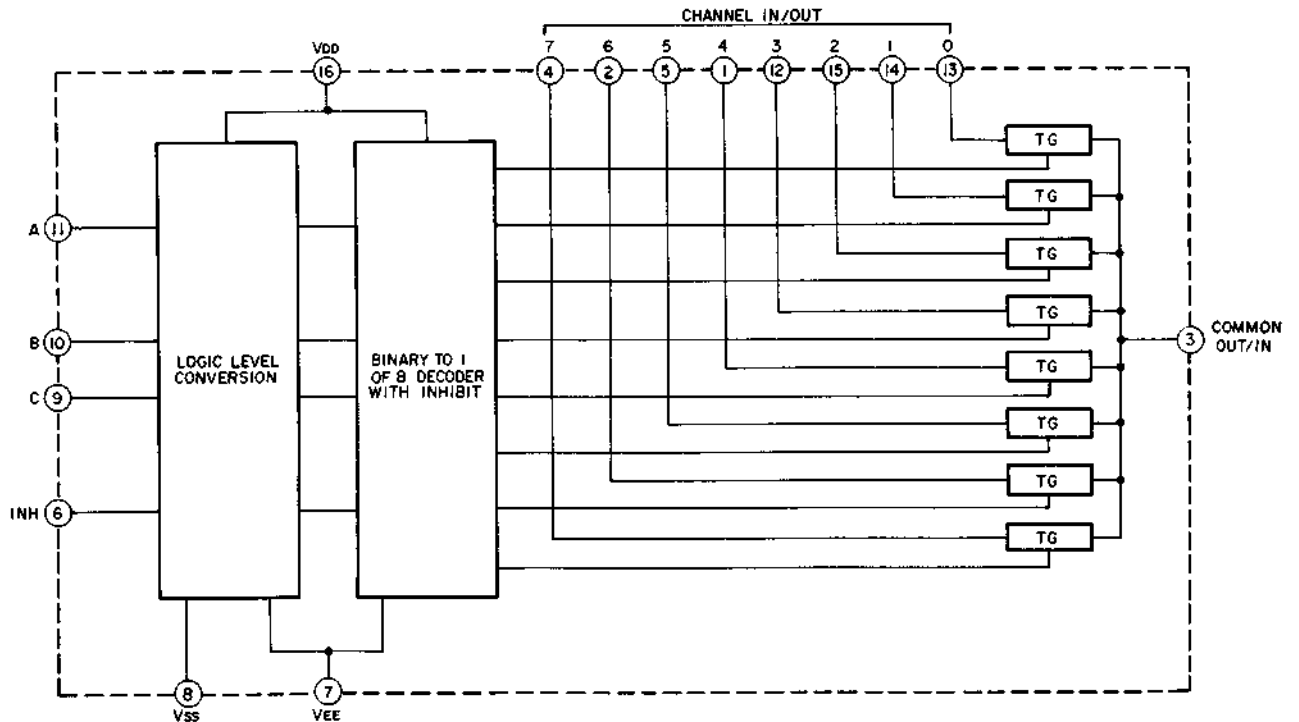 CHANNEL IN/OUT
7 6 5 4 3 2 1 0
4 2 5 1 12 15 14 13
VDD
16
TG
TG
TG
TG
TG
TG
TG
TG
A 11
B 10
C 9
INH 6
LOGIC LEVEL
CONVERSION
BINARY TO 1
OF 8 DECODER
WITH INHIBIT
3 COMMON
OUT/IN
8
VSS
7
VEE